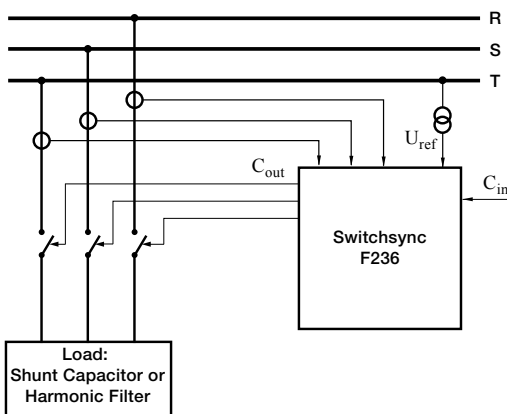 R
S
T
U_ref
C_out
C_in
Switchsync
F236
Load:
Shunt Capacitor or
Harmonic Filter